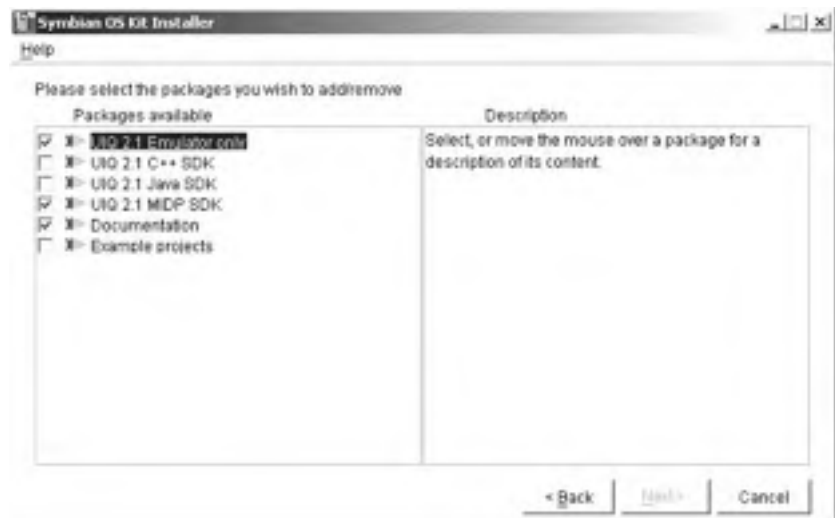 Symbian OS Kit Installer
Help
Please select the packages you wish to add/remove
Packages available
Description
UIQ 2.1 Emulator only
UIQ 2.1 C++ SDK
UIQ 2.1 Java SDK
UIQ 2.1 MIDP SDK
Documentation
Example projects
Select, or move the mouse over a package for a
description of its content.
< Back
Next >
Cancel